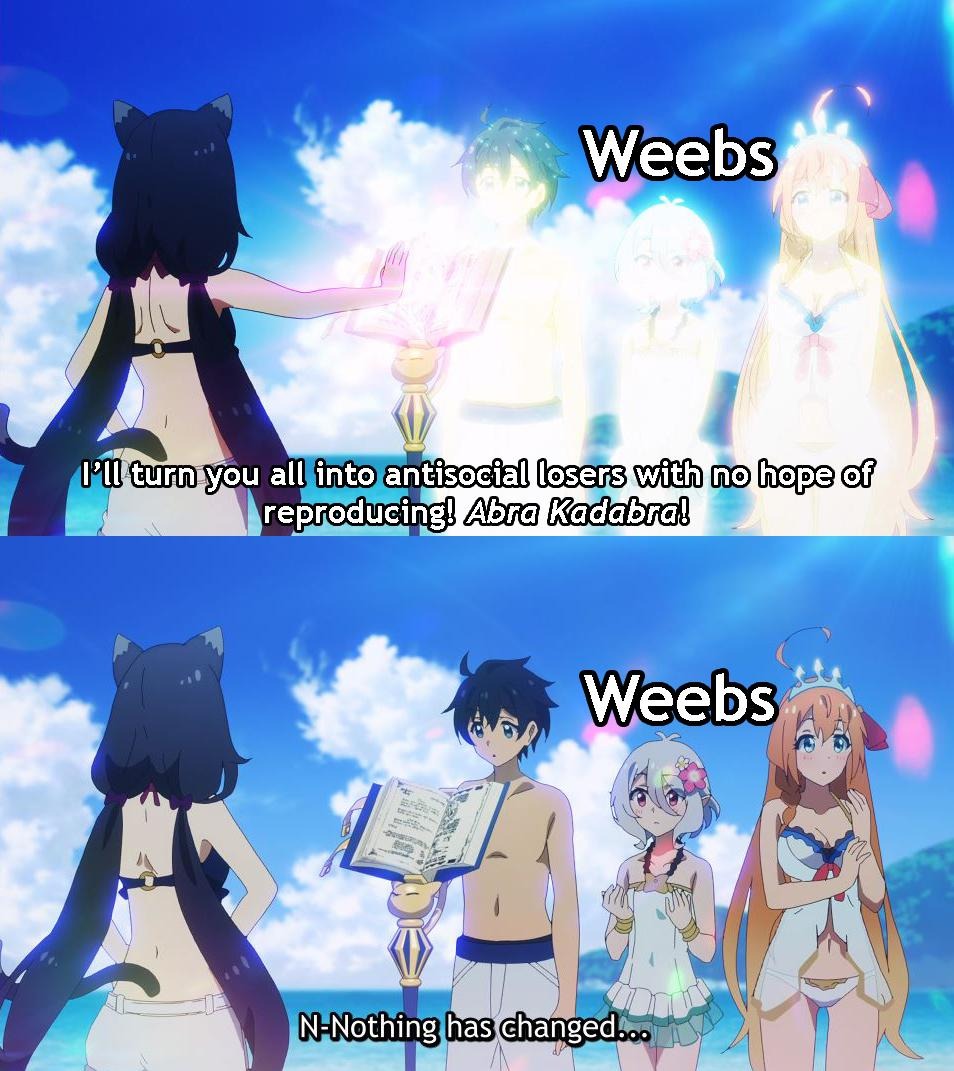 Weebs
I'll turn you all into antisocial losers with no hope of
reproducing! Abra Kadabra!
Weebs
N-Nothing has changed...